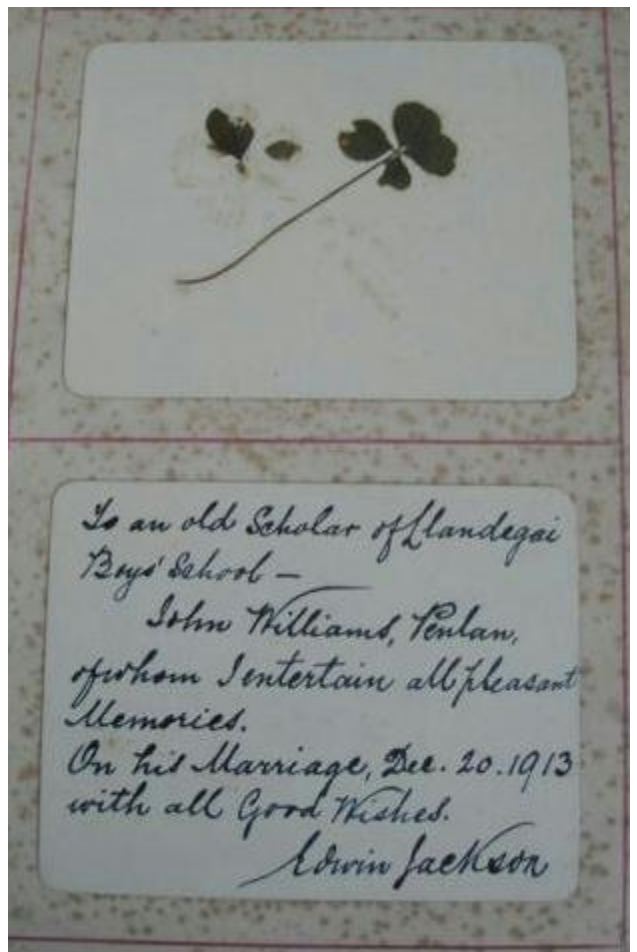 To an old Scholar of Llandegai
Boys' School —
John Williams, Penlan,
of whom I entertain all pleasant
Memories.
On his Marriage, Dec. 20. 1913
with all Good Wishes.
Edwin Jackson